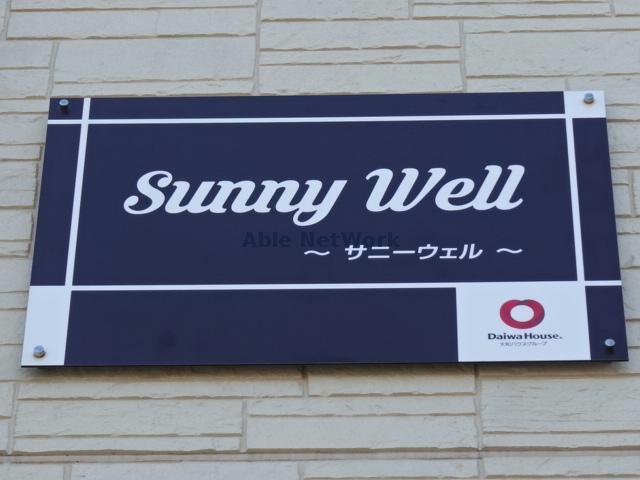 Sunny Well
Able NetWork
～ サニーウェル ～
Daiwa House®
大和ハウスグループ